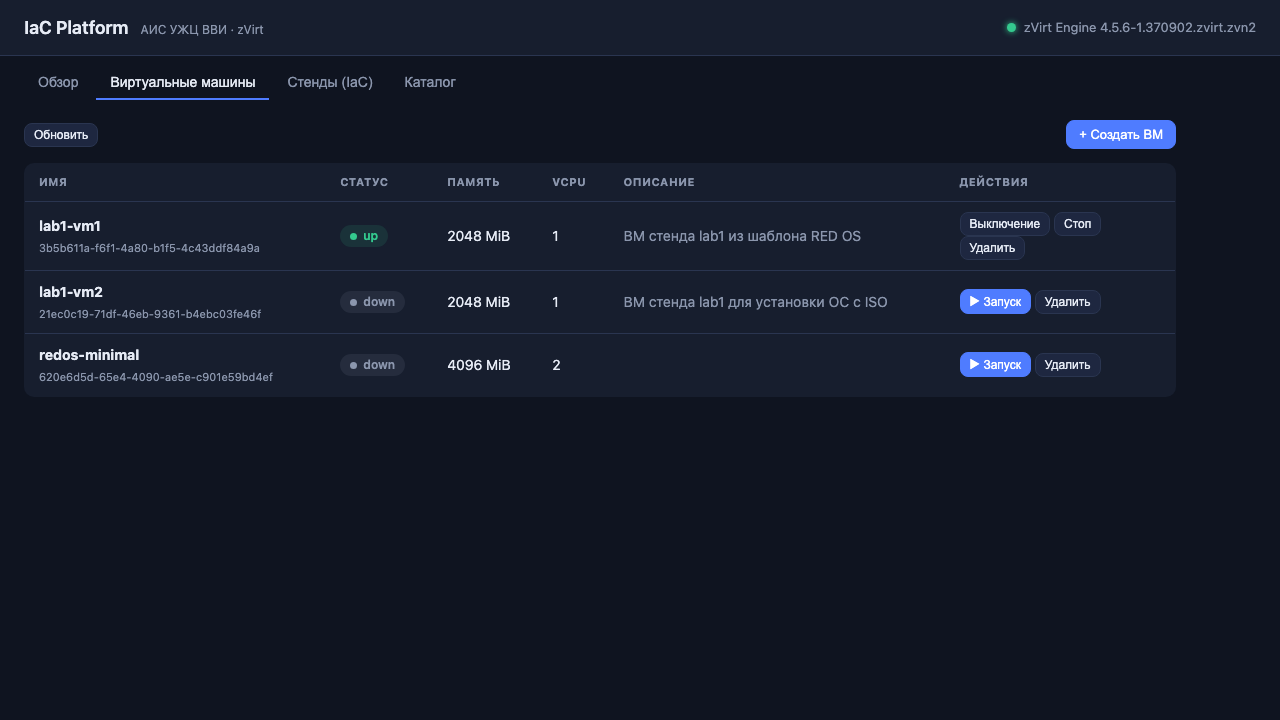 IaC Platform АИС УЖЦ ВВИ · zVirt
zVirt Engine 4.5.6-1.370902.zvirt.zvn2
Обзор Виртуальные машины Стенды (IaC) Каталог
Обновить + Создать ВМ
ИМЯ СТАТУС ПАМЯТЬ VCPU ОПИСАНИЕ ДЕЙСТВИЯ
lab1-vm1
3b5b611a-f6f1-4a80-b1f5-4c43ddf84a9a
up 2048 MiB 1 ВМ стенда lab1 из шаблона RED OS
Выключение Стоп
Удалить
lab1-vm2
21ec0c19-71df-46eb-9361-b4ebc03fe46f
down 2048 MiB 1 ВМ стенда lab1 для установки ОС с ISO
▶ Запуск Удалить
redos-minimal
620e6d5d-65e4-4090-ae5e-c901e59bd4ef
down 4096 MiB 2
▶ Запуск Удалить